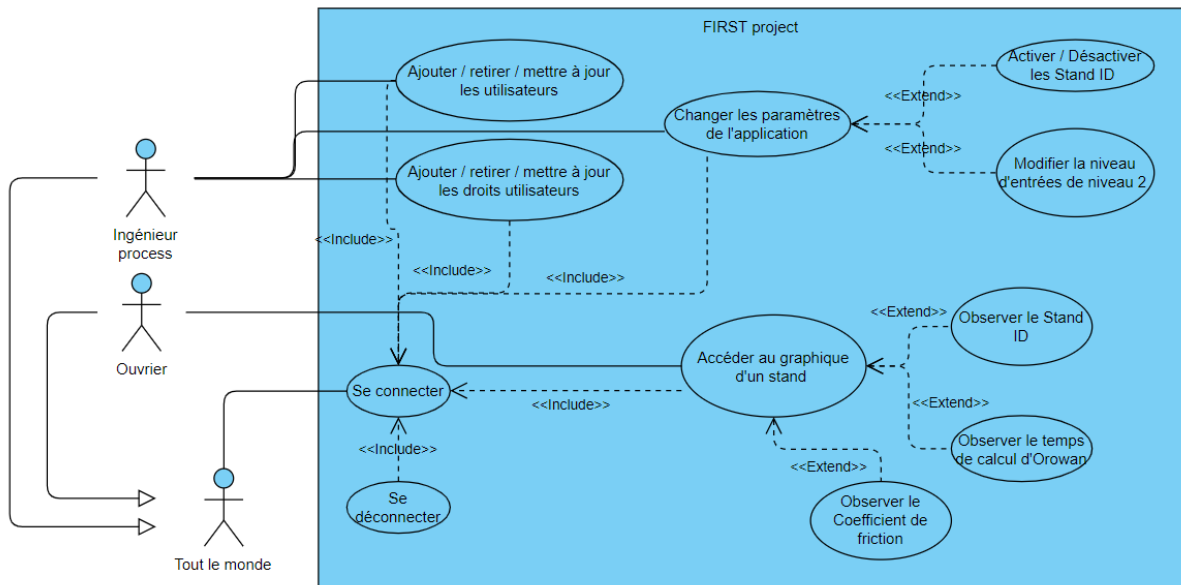 FIRST project
Ajouter / retirer / mettre à jour
les utilisateurs
Changer les paramètres
de l'application
Activer / Désactiver
les Stand ID
<<Extend>>
<<Extend>>
Modifier la niveau
d'entrées de niveau 2
Ajouter / retirer / mettre à jour
les droits utilisateurs
Ingénieur
process
<<Include>>
<<Include>>
<<Include>>
Ouvrier
Se connecter
<<Include>>
Accéder au graphique
d'un stand
<<Extend>>
Observer le Stand
ID
<<Extend>>
Observer le temps
de calcul d'Orowan
<<Include>>
Se
déconnecter
<<Extend>>
Observer le
Coefficient de
friction
Tout le monde